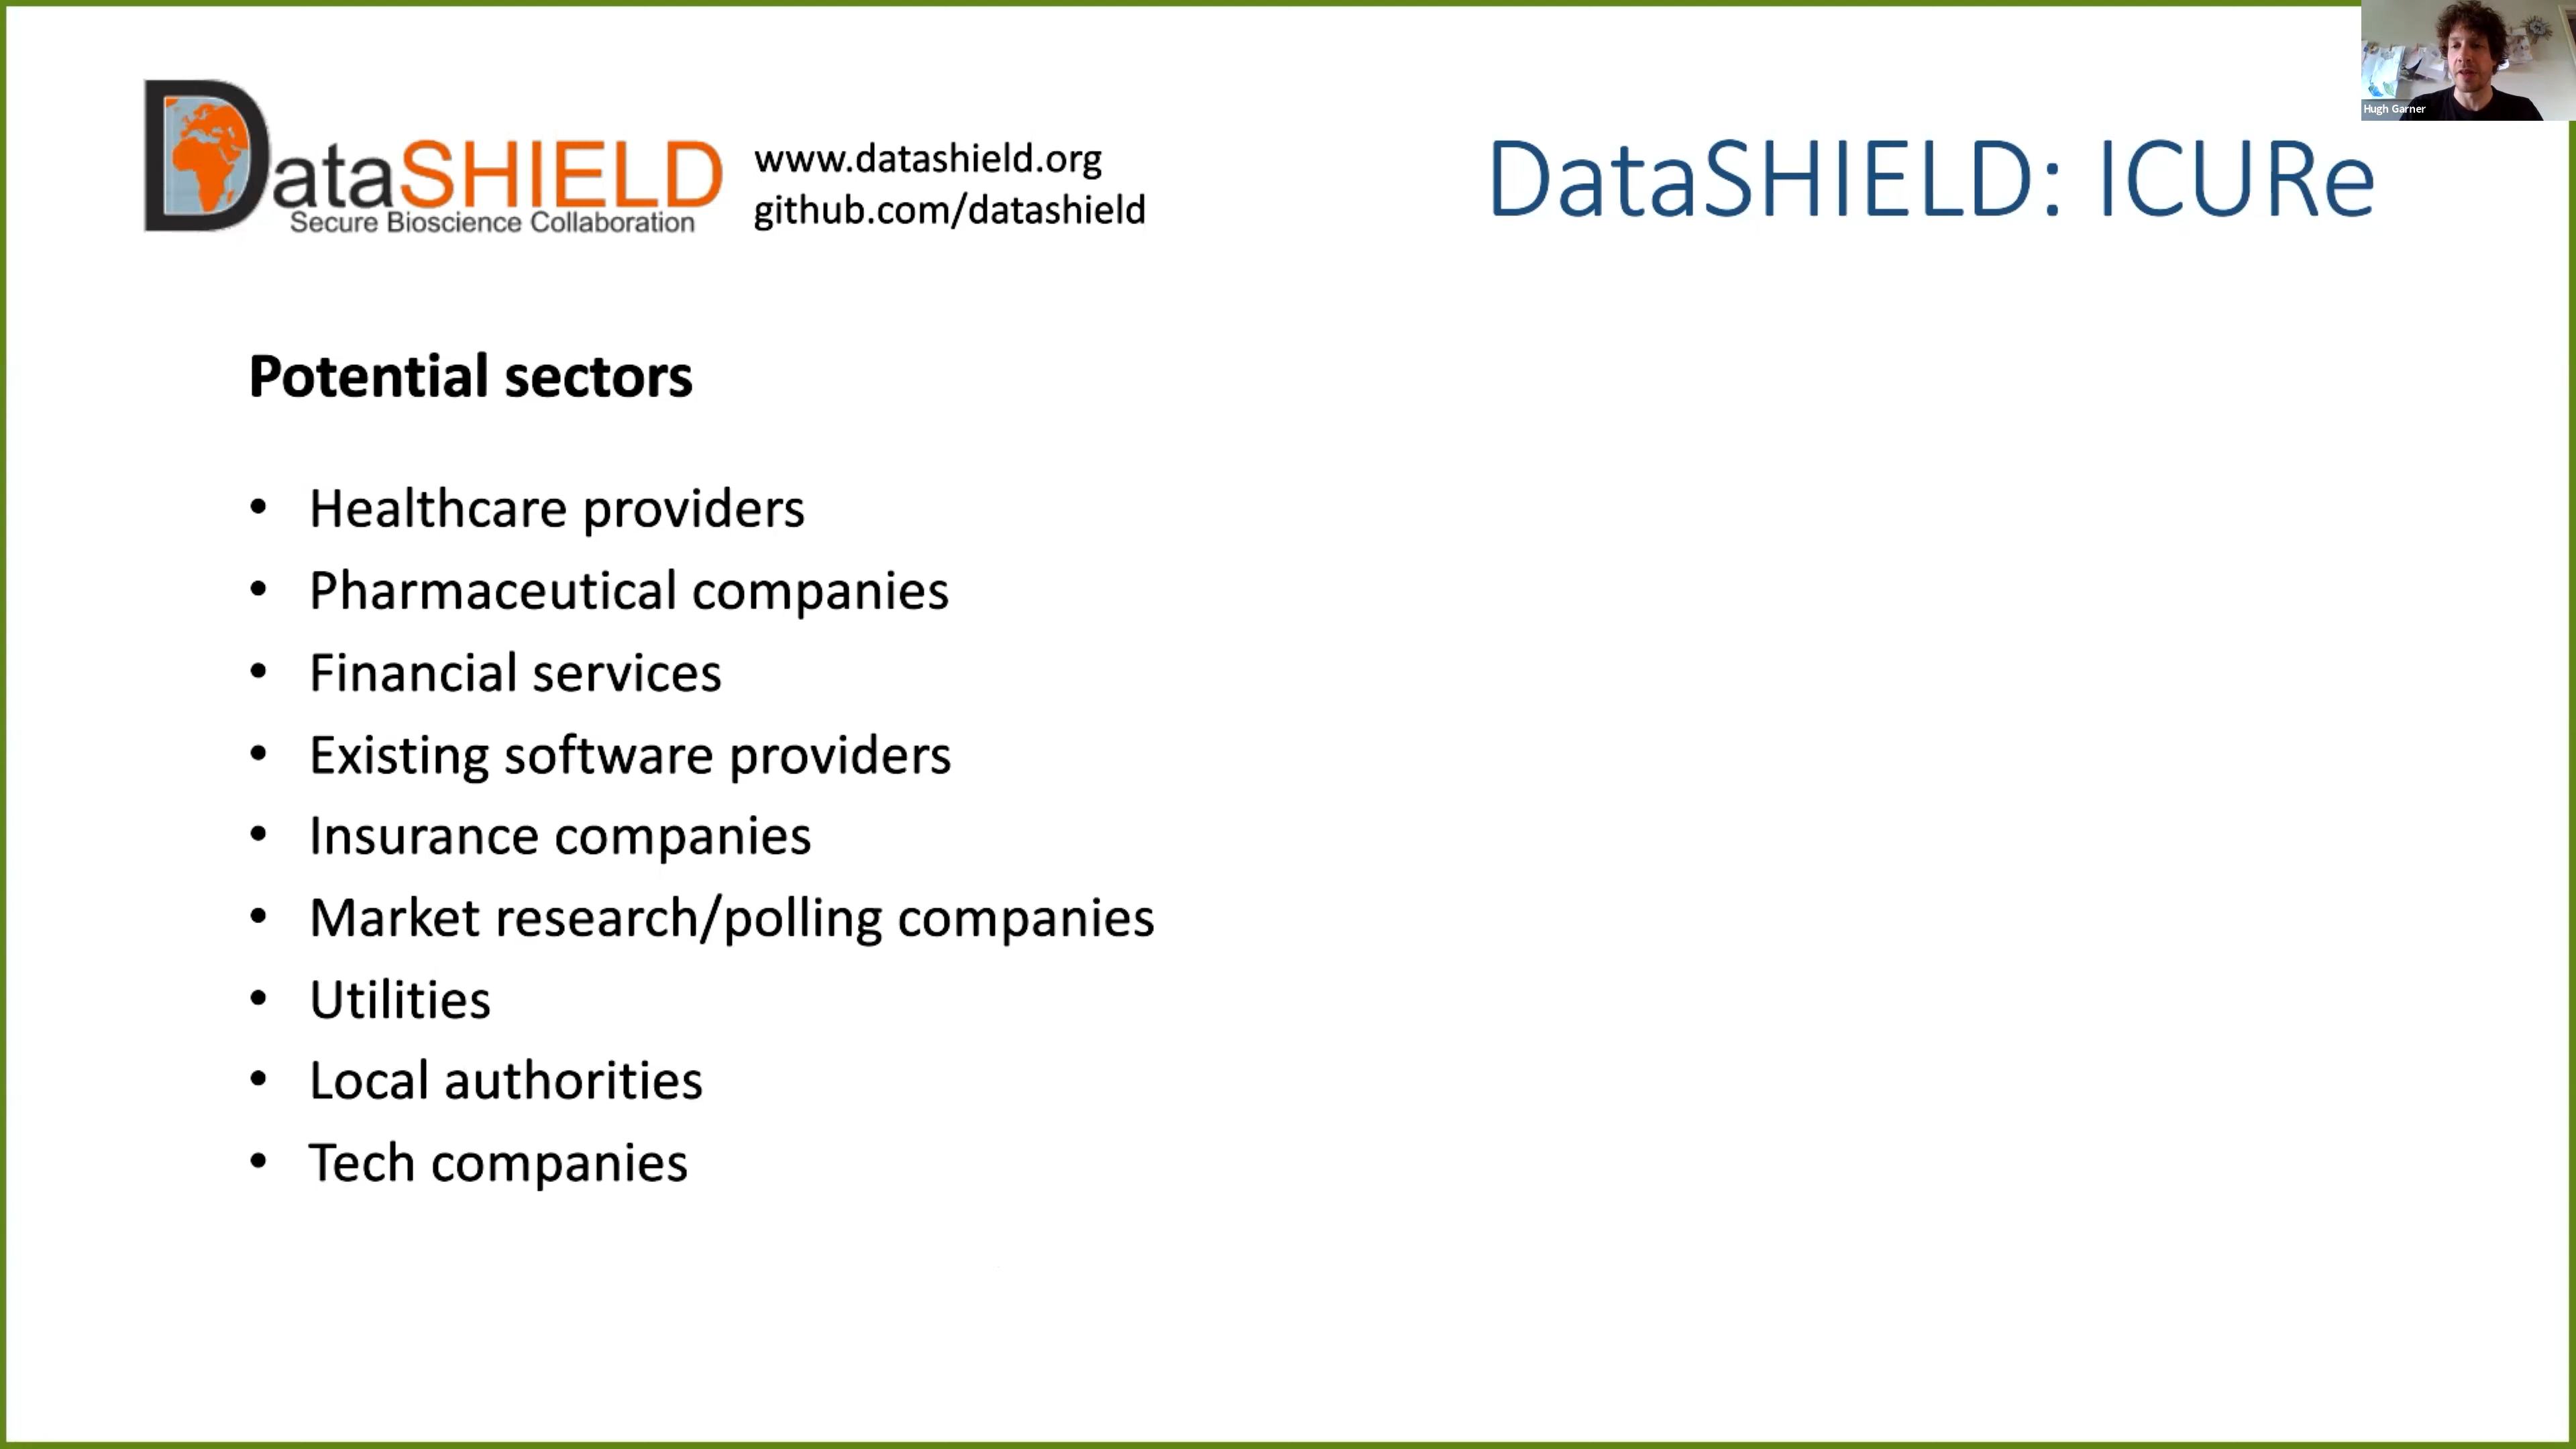 DataSHIELD
Secure Bioscience Collaboration
www.datashield.org
github.com/datashield
DataSHIELD: ICURe
Hugh Garner
Potential sectors
• Healthcare providers
• Pharmaceutical companies
• Financial services
• Existing software providers
• Insurance companies
• Market research/polling companies
• Utilities
• Local authorities
• Tech companies